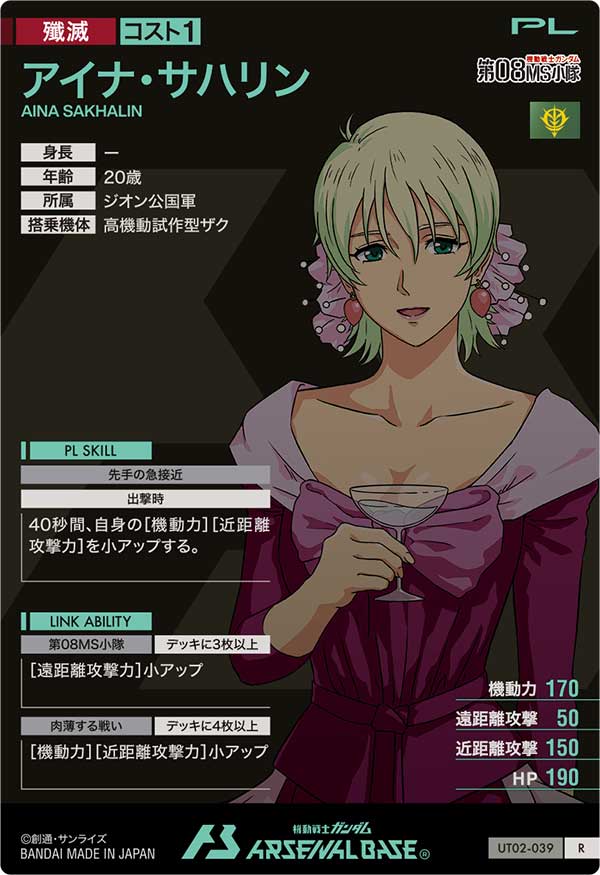 殲滅 コスト1
PL
アイナ・サハリン
AINA SAKHALIN
機動戦士ガンダム
第08MS小隊
身長 ー
年齢 20歳
所属 ジオン公国軍
搭乗機体 高機動試作型ザク
PL SKILL
先手の急接近
出撃時
40秒間、自身の[機動力][近距離
攻撃力]を小アップする。
LINK ABILITY
第08MS小隊 デッキに3枚以上
[遠距離攻撃力]小アップ
肉薄する戦い デッキに4枚以上
[機動力][近距離攻撃力]小アップ
機動力 170
遠距離攻撃 50
近距離攻撃 150
HP 190
©創通・サンライズ
BANDAI MADE IN JAPAN
機動戦士ガンダム
AB ARSENAL BASE®
UT02-039 R